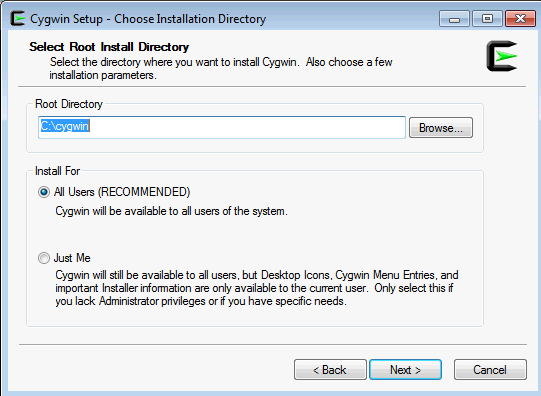 Cygwin Setup - Choose Installation Directory
Select Root Install Directory
Select the directory where you want to install Cygwin. Also choose a few
installation parameters.
Root Directory
C:\cygwin
Browse...
Install For
All Users (RECOMMENDED)
Cygwin will be available to all users of the system.
Just Me
Cygwin will still be available to all users, but Desktop Icons, Cygwin Menu Entries, and
important Installer information are only available to the current user. Only select this if
you lack Administrator privileges or if you have specific needs.
< Back
Next >
Cancel